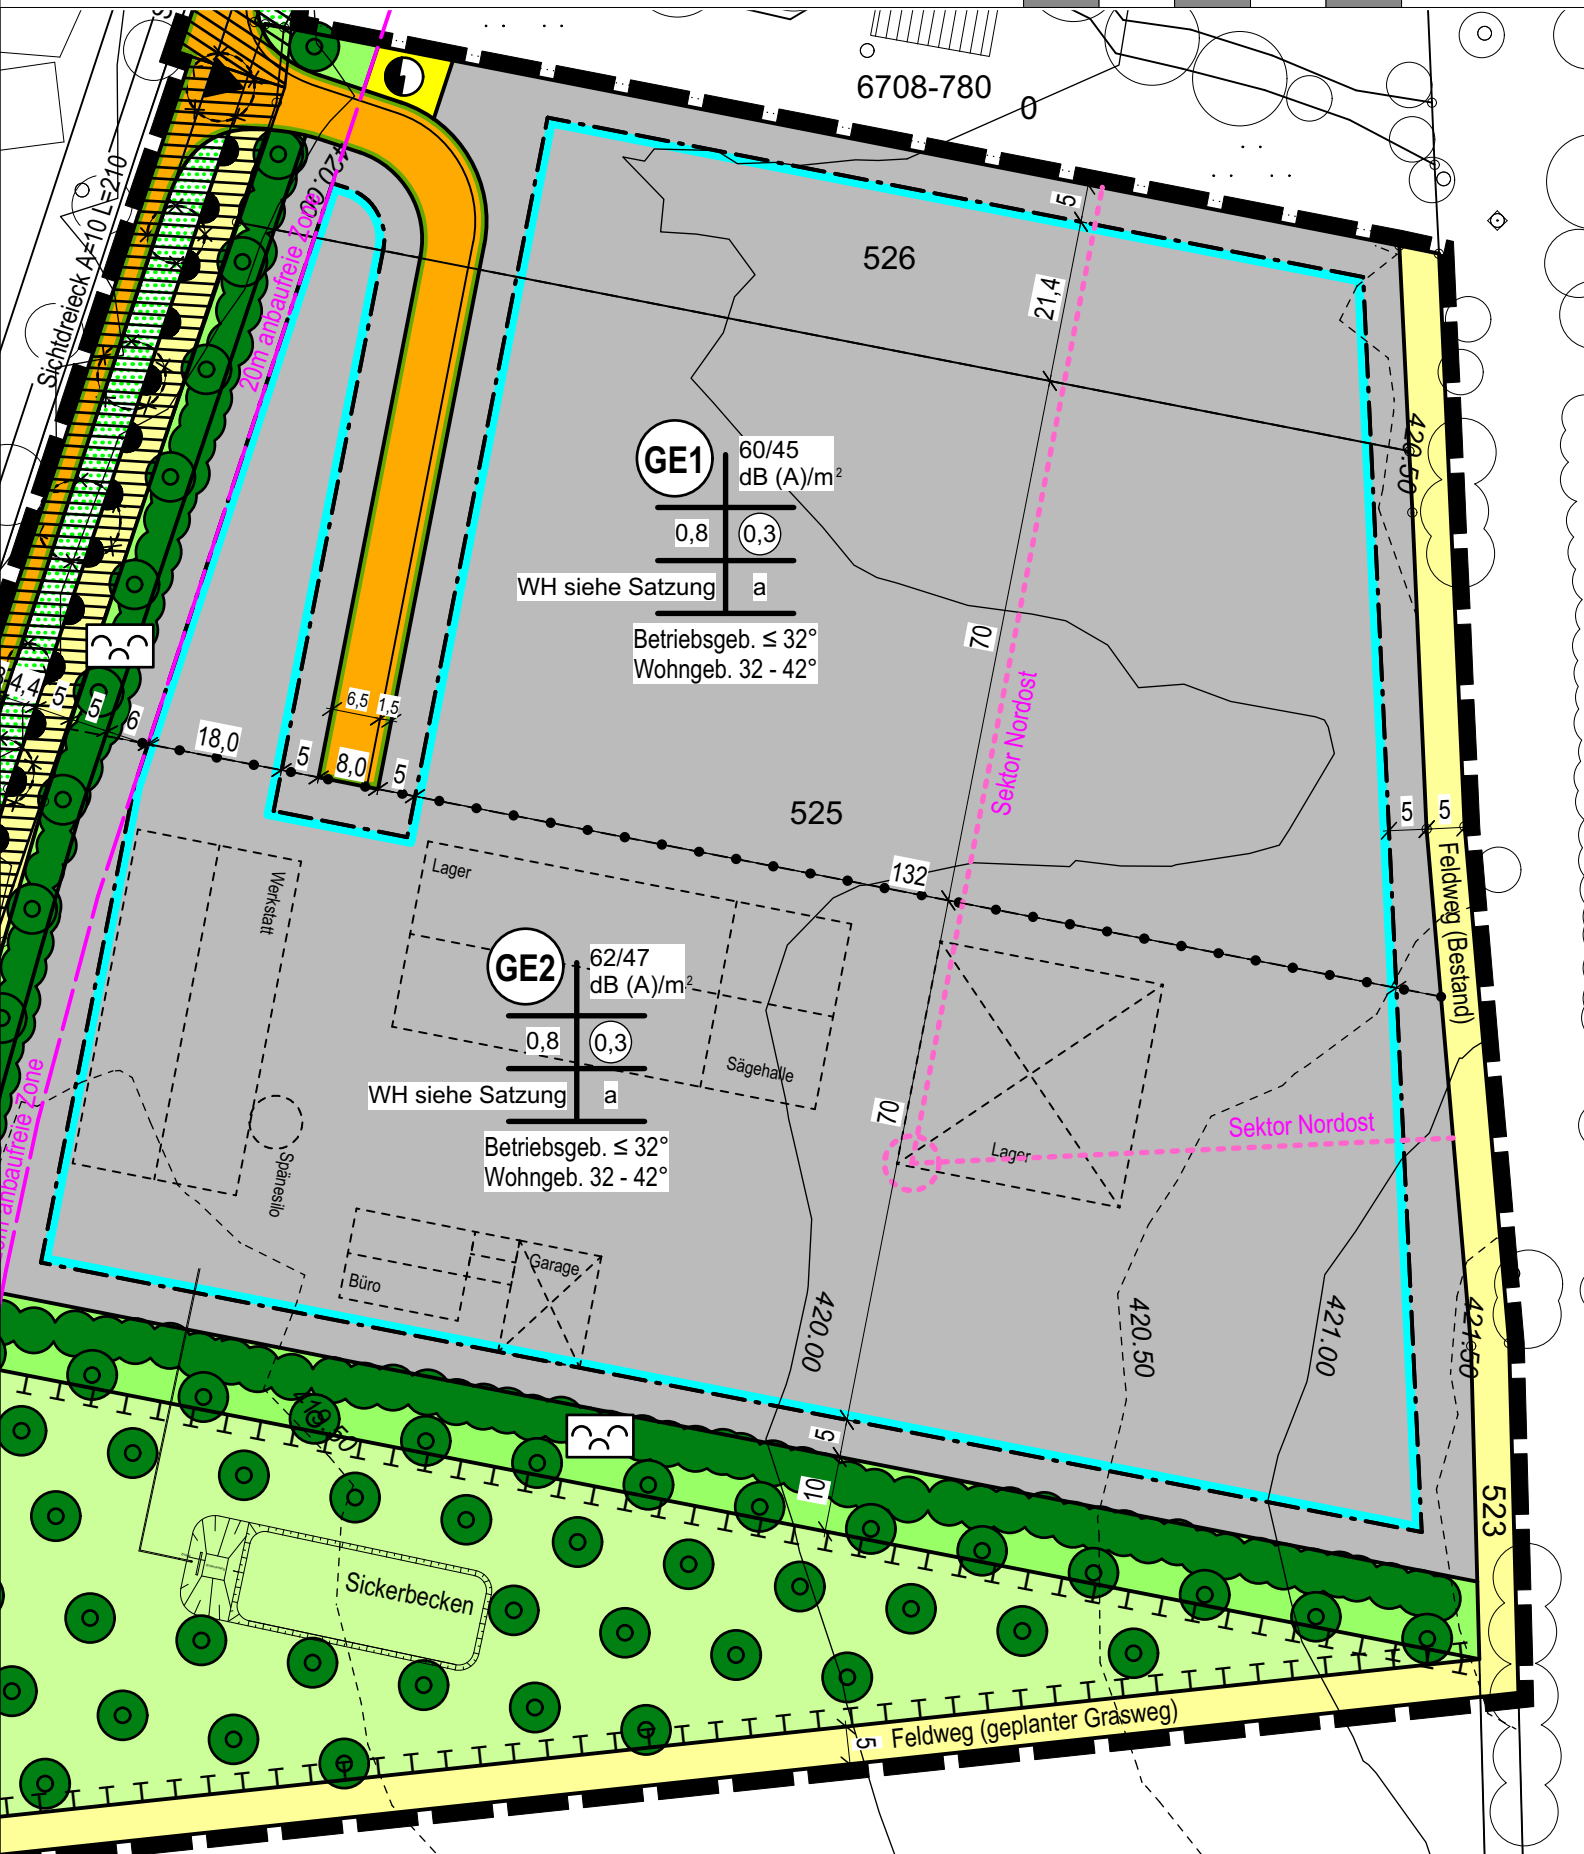 6708-780
0
420.00
Sichtdreieck A=10 L=210
20m anbaufreie Zone
5
526
21,4
420.50
GE1
60/45
dB (A)/m²
0,8
0,3
WH siehe Satzung
a
Betriebsgeb. ≤ 32°
Wohngeb. 32 - 42°
70
Sektor Nordost
4,4
5
5
6
18,0
5
6,5
1,5
8,0
5
525
132
5
5
Feldweg (Bestand)
Lager
Werkstatt
GE2
62/47
dB (A)/m²
0,8
0,3
WH siehe Satzung
a
Betriebsgeb. ≤ 32°
Wohngeb. 32 - 42°
Sägehalle
70
Sektor Nordost
Lager
Spänesilo
anbaufreie Zone
Büro
Garage
420.00
420.50
421.00
421.50
419.50
5
10
523
Sickerbecken
5
Feldweg (geplanter Grasweg)